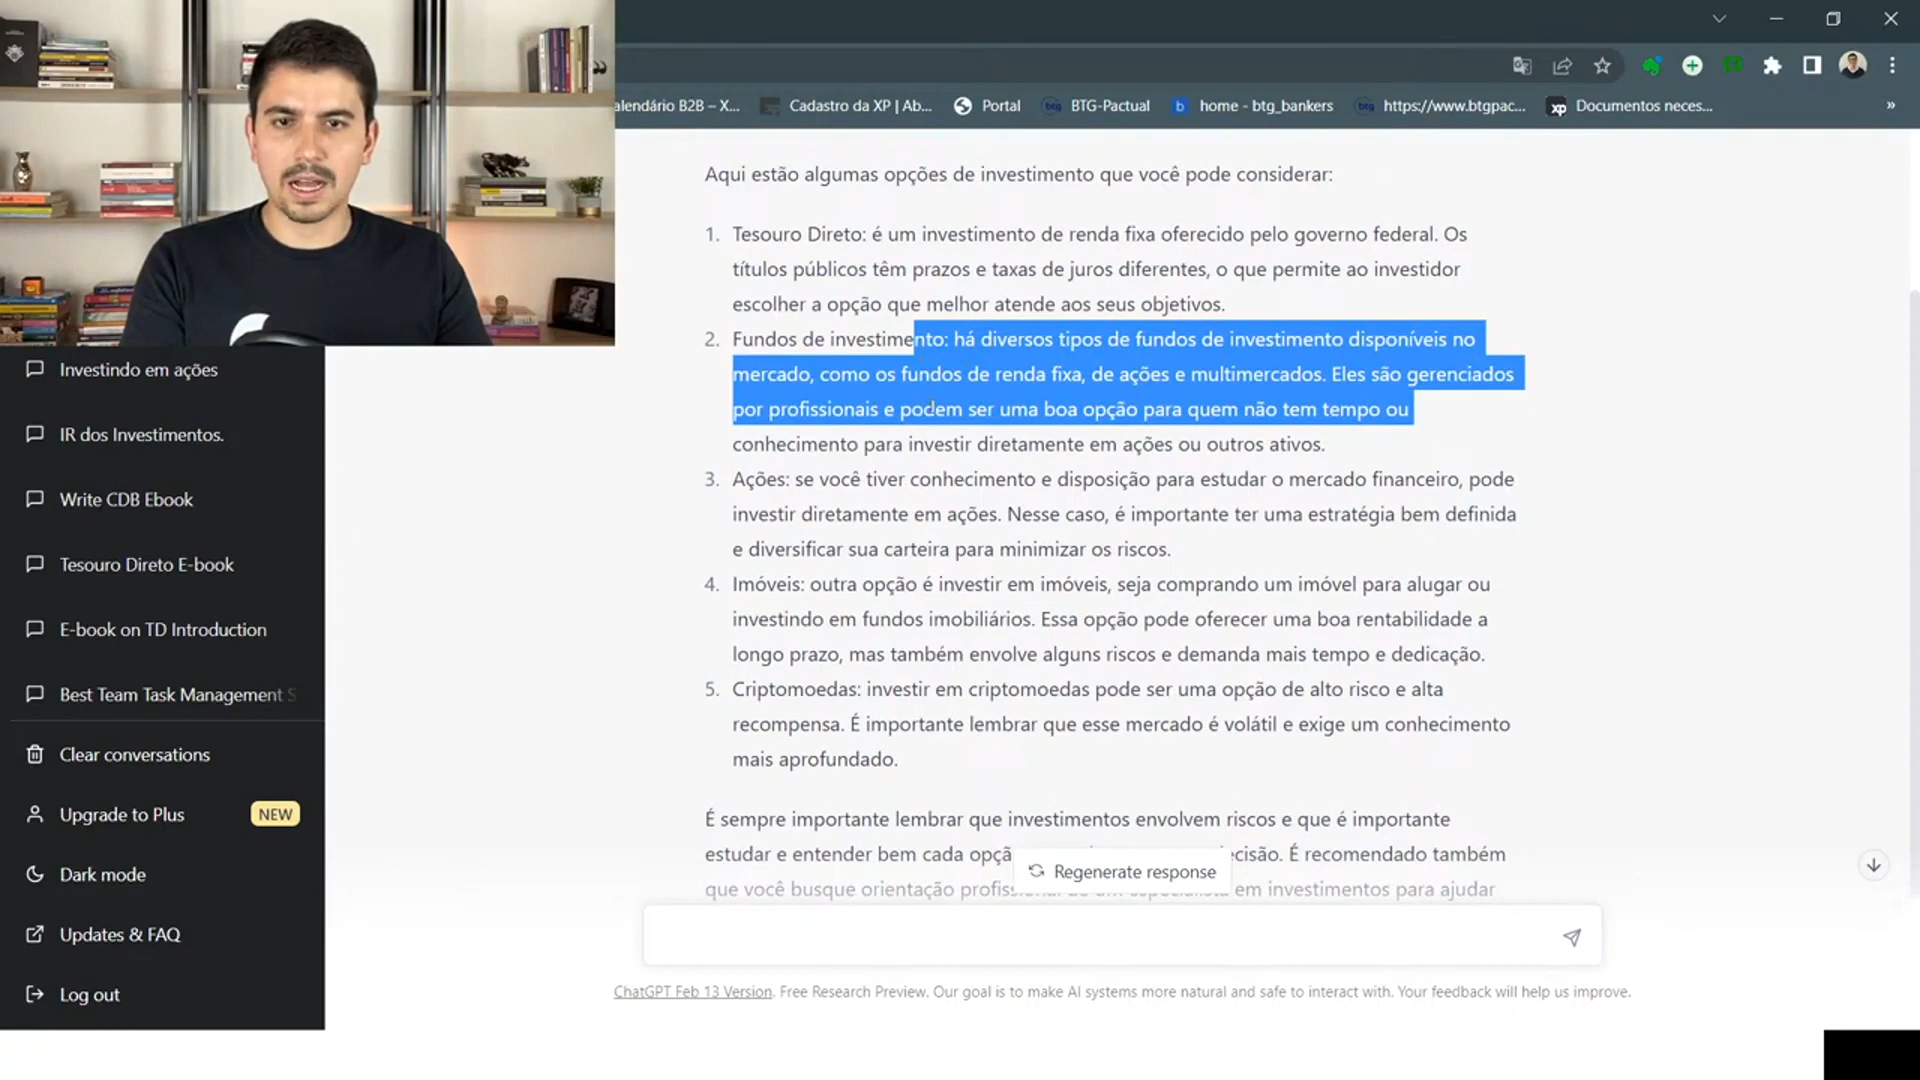 alendário B2B – X...
Cadastro da XP | Ab...
Portal
BTG-Pactual
home - btg_bankers
https://www.btgpac...
Documentos neces...
Aqui estão algumas opções de investimento que você pode considerar:
1. Tesouro Direto: é um investimento de renda fixa oferecido pelo governo federal. Os
títulos públicos têm prazos e taxas de juros diferentes, o que permite ao investidor
escolher a opção que melhor atende aos seus objetivos.
2. Fundos de investimento: há diversos tipos de fundos de investimento disponíveis no
mercado, como os fundos de renda fixa, de ações e multimercados. Eles são gerenciados
por profissionais e podem ser uma boa opção para quem não tem tempo ou
conhecimento para investir diretamente em ações ou outros ativos.
3. Ações: se você tiver conhecimento e disposição para estudar o mercado financeiro, pode
investir diretamente em ações. Nesse caso, é importante ter uma estratégia bem definida
e diversificar sua carteira para minimizar os riscos.
4. Imóveis: outra opção é investir em imóveis, seja comprando um imóvel para alugar ou
investindo em fundos imobiliários. Essa opção pode oferecer uma boa rentabilidade a
longo prazo, mas também envolve alguns riscos e demanda mais tempo e dedicação.
5. Criptomoedas: investir em criptomoedas pode ser uma opção de alto risco e alta
recompensa. É importante lembrar que esse mercado é volátil e exige um conhecimento
mais aprofundado.
É sempre importante lembrar que investimentos envolvem riscos e que é importante
estudar e entender bem cada opçã ecisão. É recomendado também
que você busque orientação profis em investimentos para ajudar
Regenerate response
Investindo em ações
IR dos Investimentos.
Write CDB Ebook
Tesouro Direto E-book
E-book on TD Introduction
Best Team Task Management S
Clear conversations
Upgrade to Plus NEW
Dark mode
Updates & FAQ
Log out
ChatGPT Feb 13 Version. Free Research Preview. Our goal is to make AI systems more natural and safe to interact with. Your feedback will help us improve.